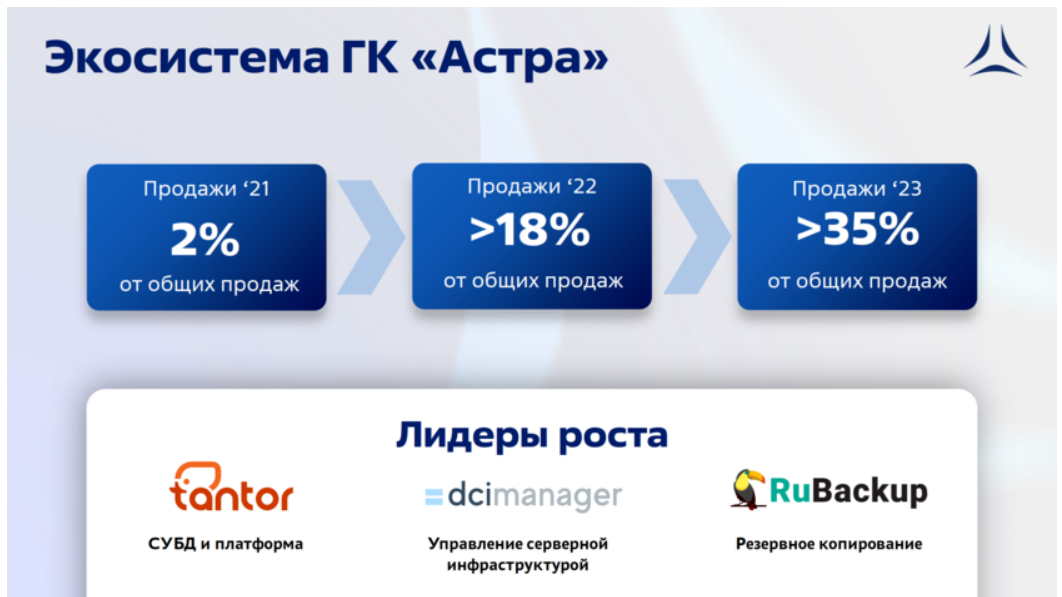 Экосистема ГК «Астра»
Продажи ‘21
2%
от общих продаж
Продажи ‘22
>18%
от общих продаж
Продажи ‘23
>35%
от общих продаж
Лидеры роста
tantor
СУБД и платформа
dcimanager
Управление серверной
инфраструктурой
RuBackup
Резервное копирование